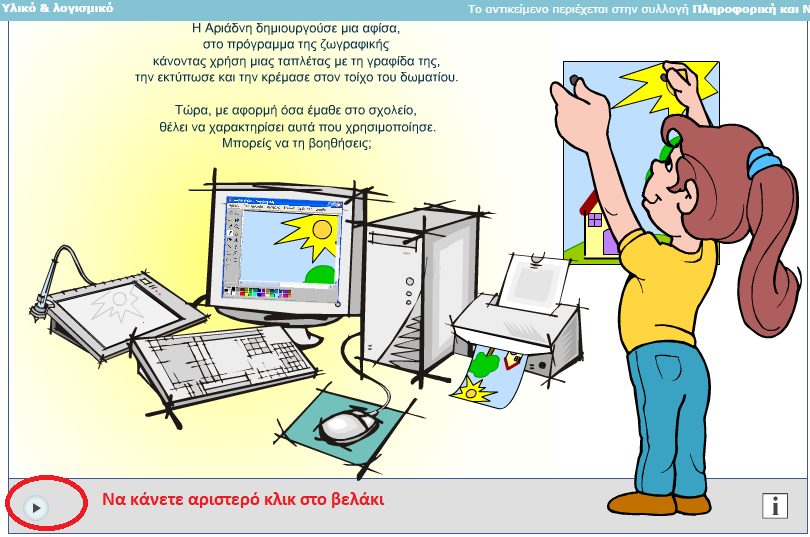 Υλικό & λογισμικό
Το αντικείμενο περιέχεται στην συλλογή Πληροφορική και Ν
Η Αριάδνη δημιουργούσε μια αφίσα,
στο πρόγραμμα της ζωγραφικής
κάνοντας χρήση μιας ταπλέτας με τη γραφίδα της,
την εκτύπωσε και την κρέμασε στον τοίχο του δωματίου.
Τώρα, με αφορμή όσα έμαθε στο σχολείο,
θέλει να χαρακτηρίσει αυτά που χρησιμοποίησε.
Μπορείς να τη βοηθήσεις;
Να κάνετε αριστερό κλικ στο βελάκι
i